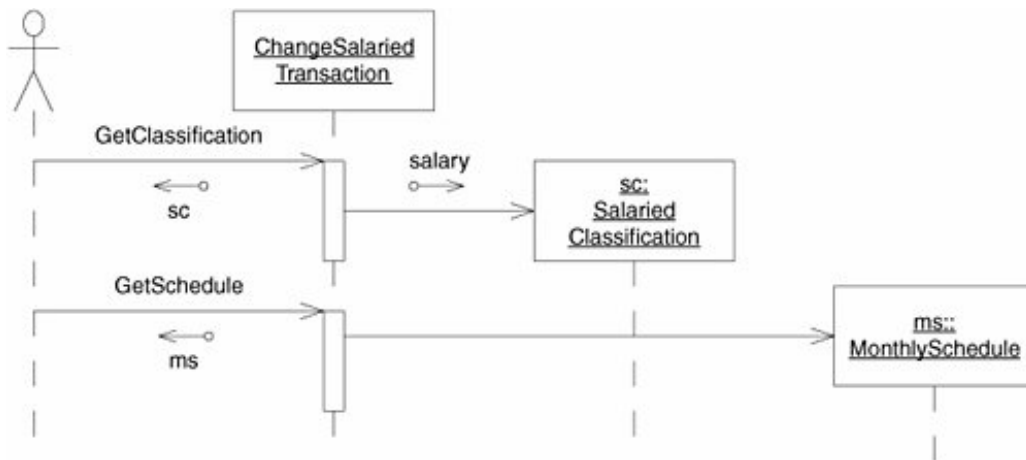 ChangeSalaried
Transaction
GetClassification
salary
sc
sc:
Salaried
Classification
GetSchedule
ms
ms::
MonthlySchedule